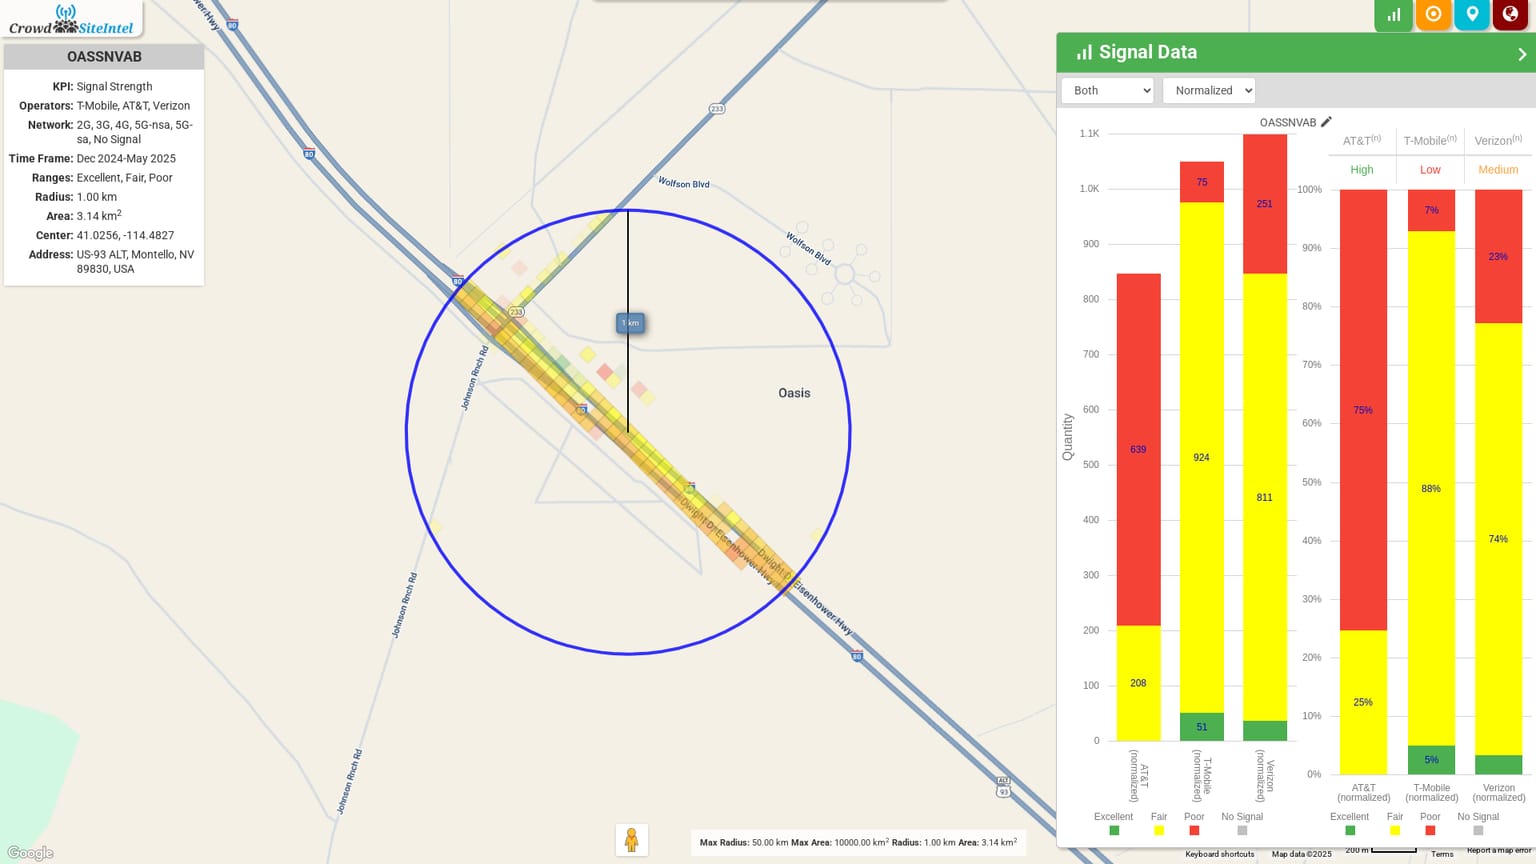 Crowd SiteIntel
OASSNVAB
KPI: Signal Strength
Operators: T-Mobile, AT&T, Verizon
Network: 2G, 3G, 4G, 5G-nsa, 5G-
sa, No Signal
Time Frame: Dec 2024-May 2025
Ranges: Excellent, Fair, Poor
Radius: 1.00 km
Area: 3.14 km²
Center: 41.0256, -114.4827
Address: US-93 ALT, Montello, NV
89830, USA
80
80
233
Wolfson Blvd
Wolfson Blvd
80
233
1 km
Johnson Rnch Rd
80
Oasis
Dwight D. Eisenhower Hwy
Dwight D. Eisenhower Hwy
Johnson Rnch Rd
80
Johnson Rnch Rd
ALT
93
Google
Max Radius: 50.00 km Max Area: 10000.00 km² Radius: 1.00 km Area: 3.14 km²
Signal Data
Both
Normalized
OASSNVAB
Quantity
1.1K
1.0K
900
800
700
600
500
400
300
200
100
0
639
208
75
924
51
251
811
AT&T
(normalized)
T-Mobile
(normalized)
Verizon
(normalized)
Excellent Fair Poor No Signal
AT&T(n) T-Mobile(n) Verizon(n)
High Low Medium
100%
90%
80%
70%
60%
50%
40%
30%
20%
10%
0%
75%
25%
7%
88%
5%
23%
74%
AT&T
(normalized)
T-Mobile
(normalized)
Verizon
(normalized)
Excellent Fair Poor No Signal
Keyboard shortcuts Map data ©2025 200 m Terms Report a map error